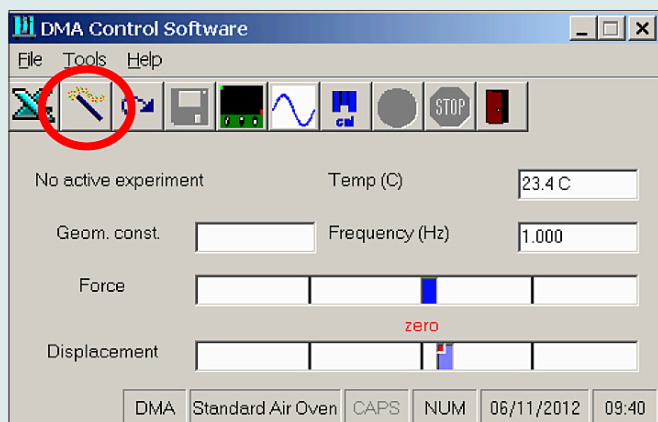 DMA Control Software
File Tools Help
cal STOP
No active experiment Temp (C) 23.4 C
Geom. const. Frequency (Hz) 1.000
Force
zero
Displacement
DMA Standard Air Oven CAPS NUM 06/11/2012 09:40